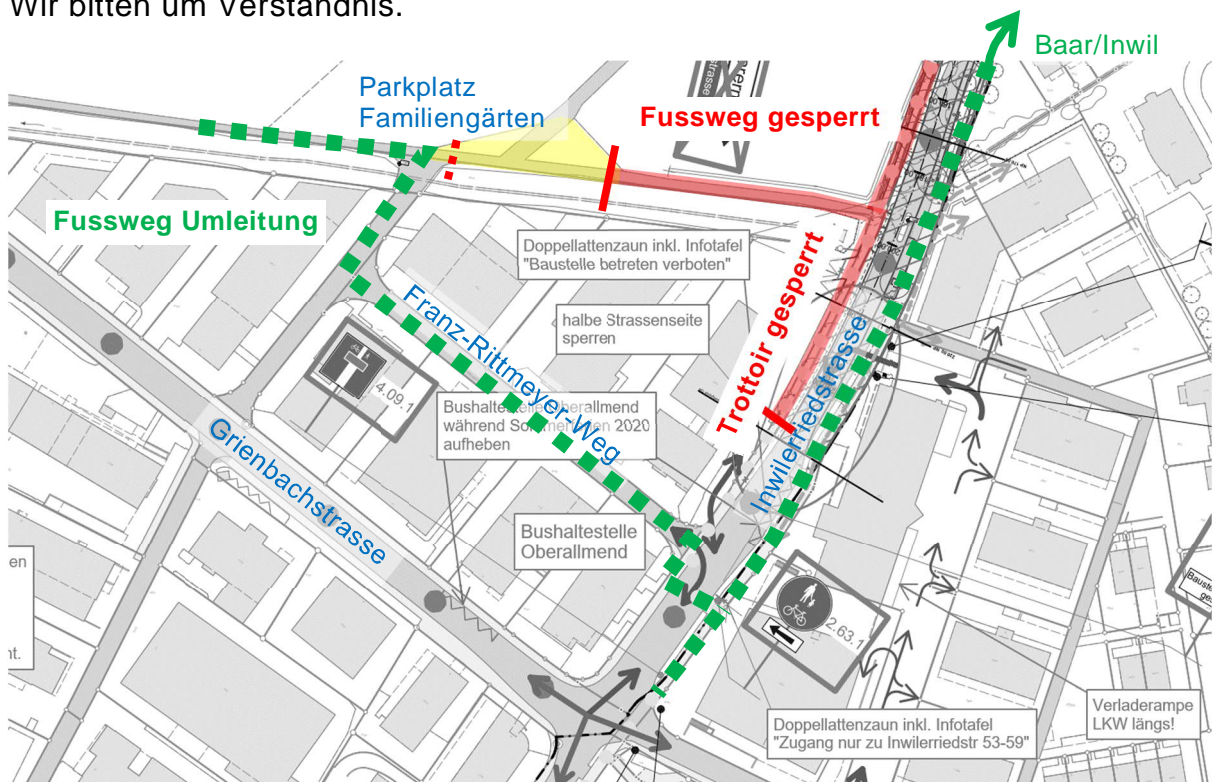 Wir bitten um Verständnis.
Baar/Inwil
Parkplatz
Familiengärten
Fussweg gesperrt
Fussweg Umleitung
Doppellattenzaun inkl. Infotafel
"Baustelle betreten verboten"
Trottoir gesperrt
halbe Strassenseite
sperren
Franz-Rittmeyer-Weg
4.09.1
Bushaltestelle Oberallmend
während Sommerferien 2020
aufheben
Inwilerriedstrasse
Grienbachstrasse
Bushaltestelle
Oberallmend
2.63.1
Verladerampe
LKW längs!
Doppellattenzaun inkl. Infotafel
"Zugang nur zu Inwilerriedstr 53-59"